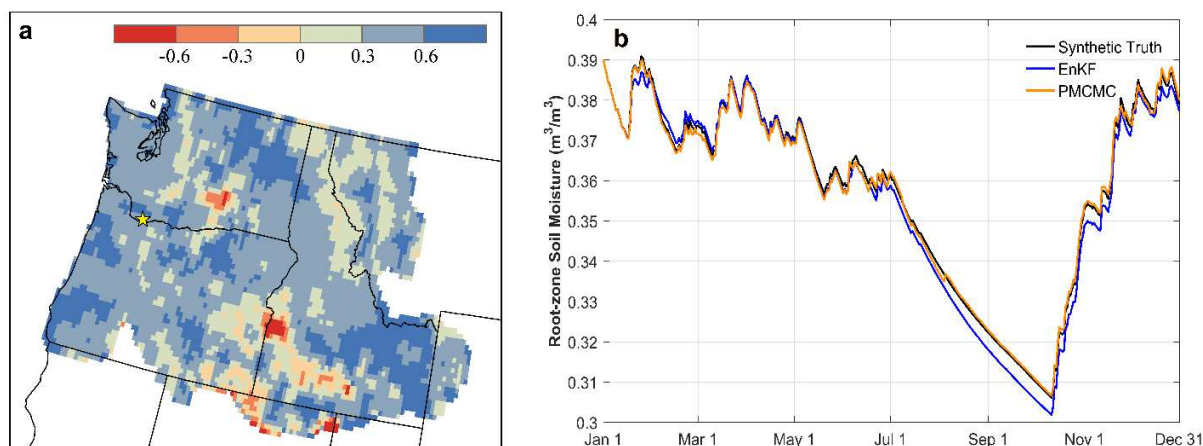 a
-0.6 -0.3 0 0.3 0.6
b
Synthetic Truth
EnKF
PMCMC
Root-zone Soil Moisture (m³/m³)
0.4
0.39
0.38
0.37
0.36
0.35
0.34
0.33
0.32
0.31
0.3
Jan 1 Mar 1 May 1 Jul 1 Sep 1 Nov 1 Dec 31